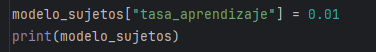 modelo_sujetos["tasa_aprendizaje"] = 0.01
print(modelo_sujetos)